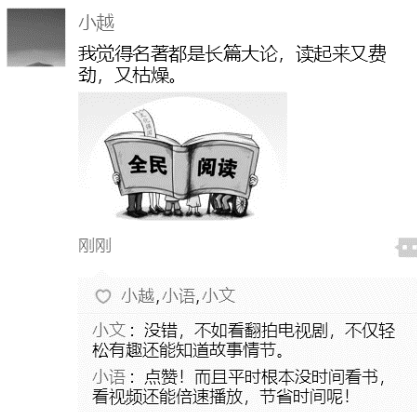 小越
我觉得名著都是长篇大论，读起来又费
劲，又枯燥。
全民 阅读
刚刚
小越,小语,小文
小文：没错，不如看翻拍电视剧，不仅轻
松有趣还能知道故事情节。
小语：点赞！而且平时根本没时间看书，
看视频还能倍速播放，节省时间呢！